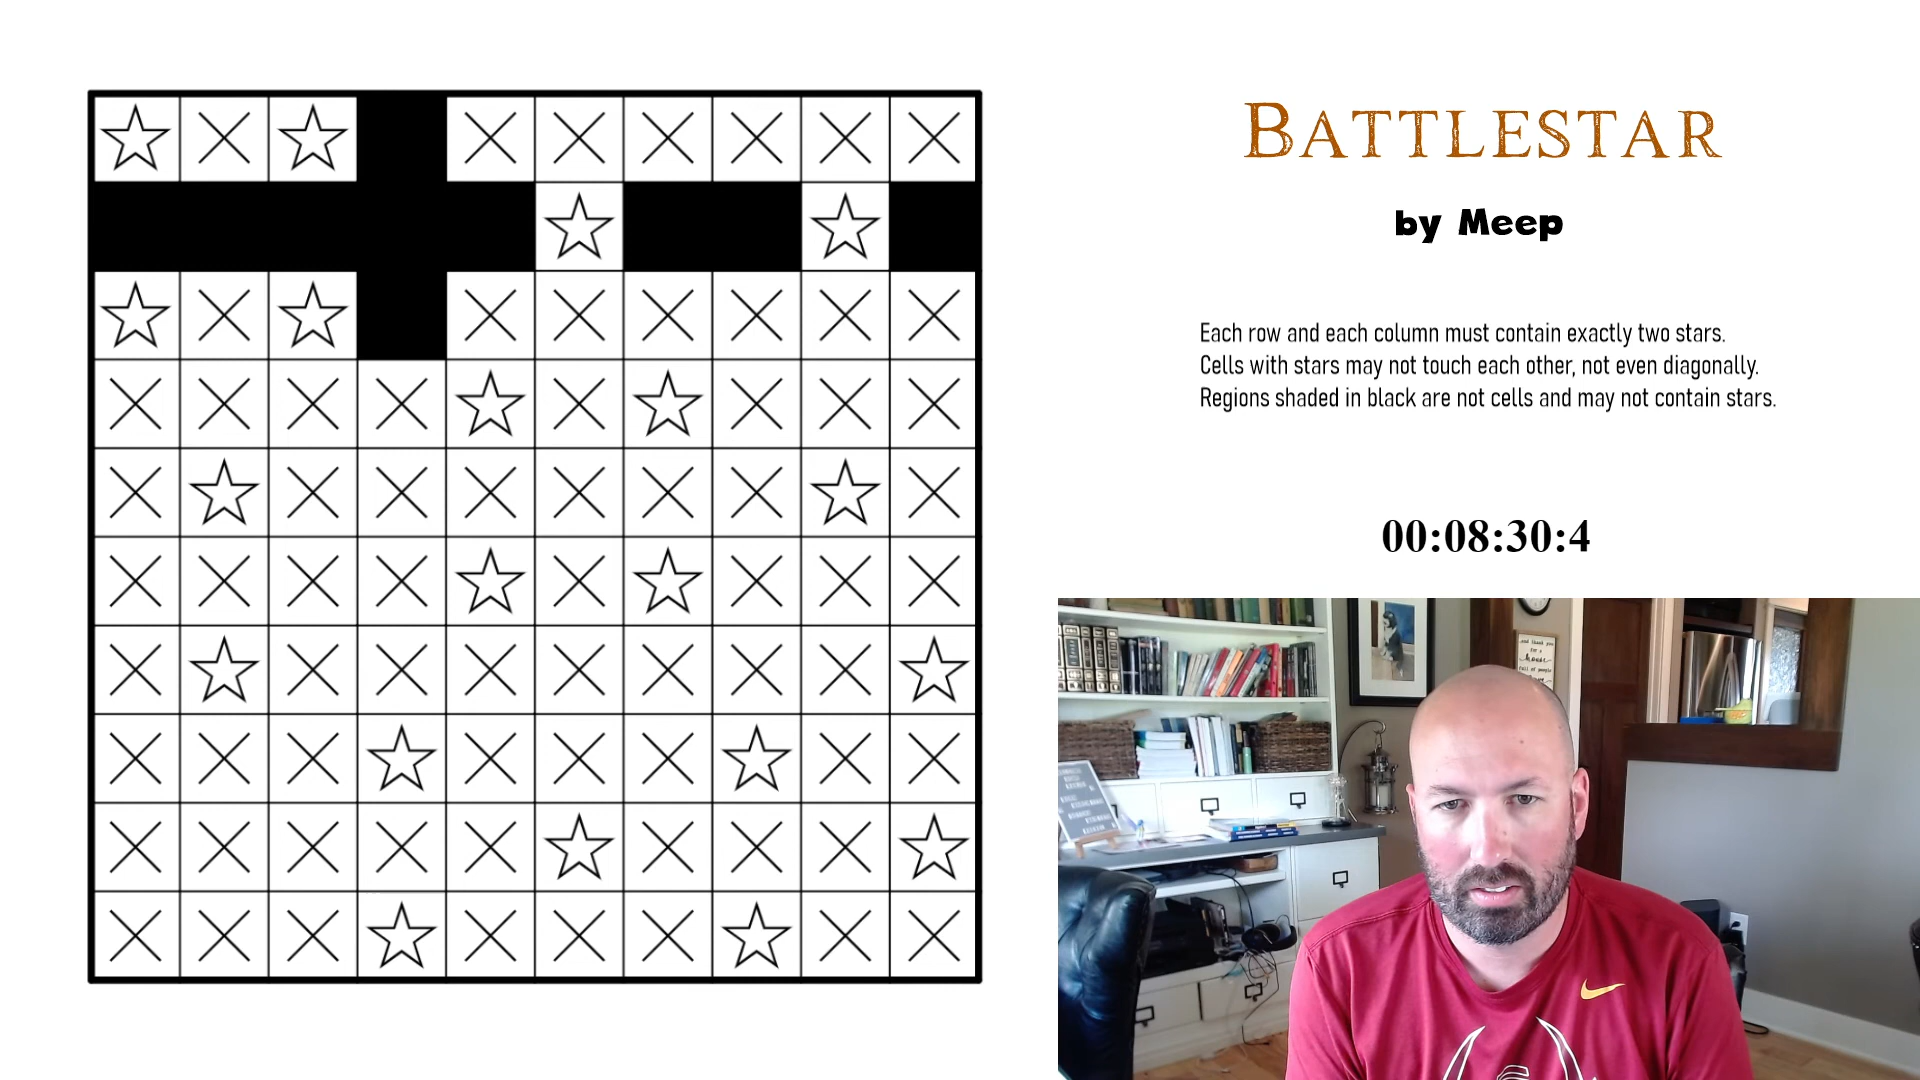 BATTLESTAR
by Meep
Each row and each column must contain exactly two stars.
Cells with stars may not touch each other, not even diagonally.
Regions shaded in black are not cells and may not contain stars.
00:08:30:4